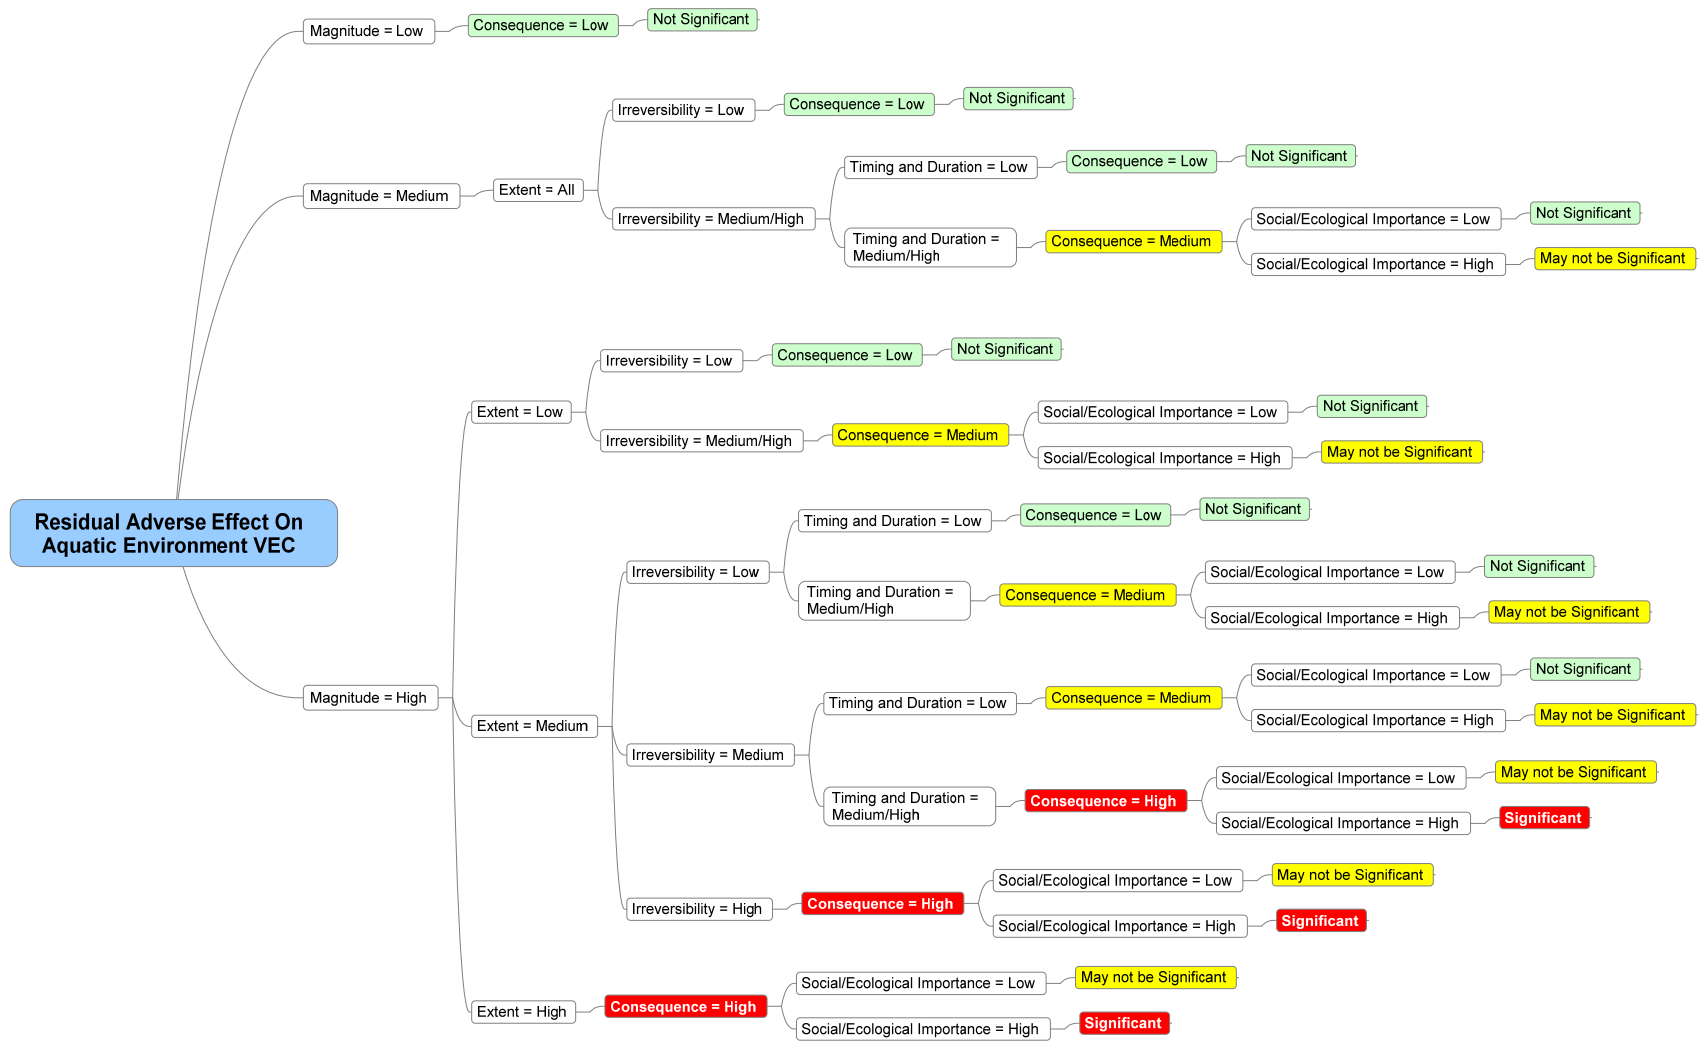 Magnitude = Low
Consequence = Low
Not Significant
Magnitude = Medium
Extent = All
Irreversibility = Low
Consequence = Low
Not Significant
Irreversibility = Medium/High
Timing and Duration = Low
Consequence = Low
Not Significant
Timing and Duration =
Medium/High
Consequence = Medium
Social/Ecological Importance = Low
Not Significant
Social/Ecological Importance = High
May not be Significant
Residual Adverse Effect On
Aquatic Environment VEC
Magnitude = High
Extent = Low
Irreversibility = Low
Consequence = Low
Not Significant
Irreversibility = Medium/High
Consequence = Medium
Social/Ecological Importance = Low
Not Significant
Social/Ecological Importance = High
May not be Significant
Extent = Medium
Irreversibility = Low
Timing and Duration = Low
Consequence = Low
Not Significant
Timing and Duration =
Medium/High
Consequence = Medium
Social/Ecological Importance = Low
Not Significant
Social/Ecological Importance = High
May not be Significant
Irreversibility = Medium
Timing and Duration = Low
Consequence = Medium
Social/Ecological Importance = Low
Not Significant
Social/Ecological Importance = High
May not be Significant
Timing and Duration =
Medium/High
Consequence = High
Social/Ecological Importance = Low
May not be Significant
Social/Ecological Importance = High
Significant
Irreversibility = High
Consequence = High
Social/Ecological Importance = Low
May not be Significant
Social/Ecological Importance = High
Significant
Extent = High
Consequence = High
Social/Ecological Importance = Low
May not be Significant
Social/Ecological Importance = High
Significant